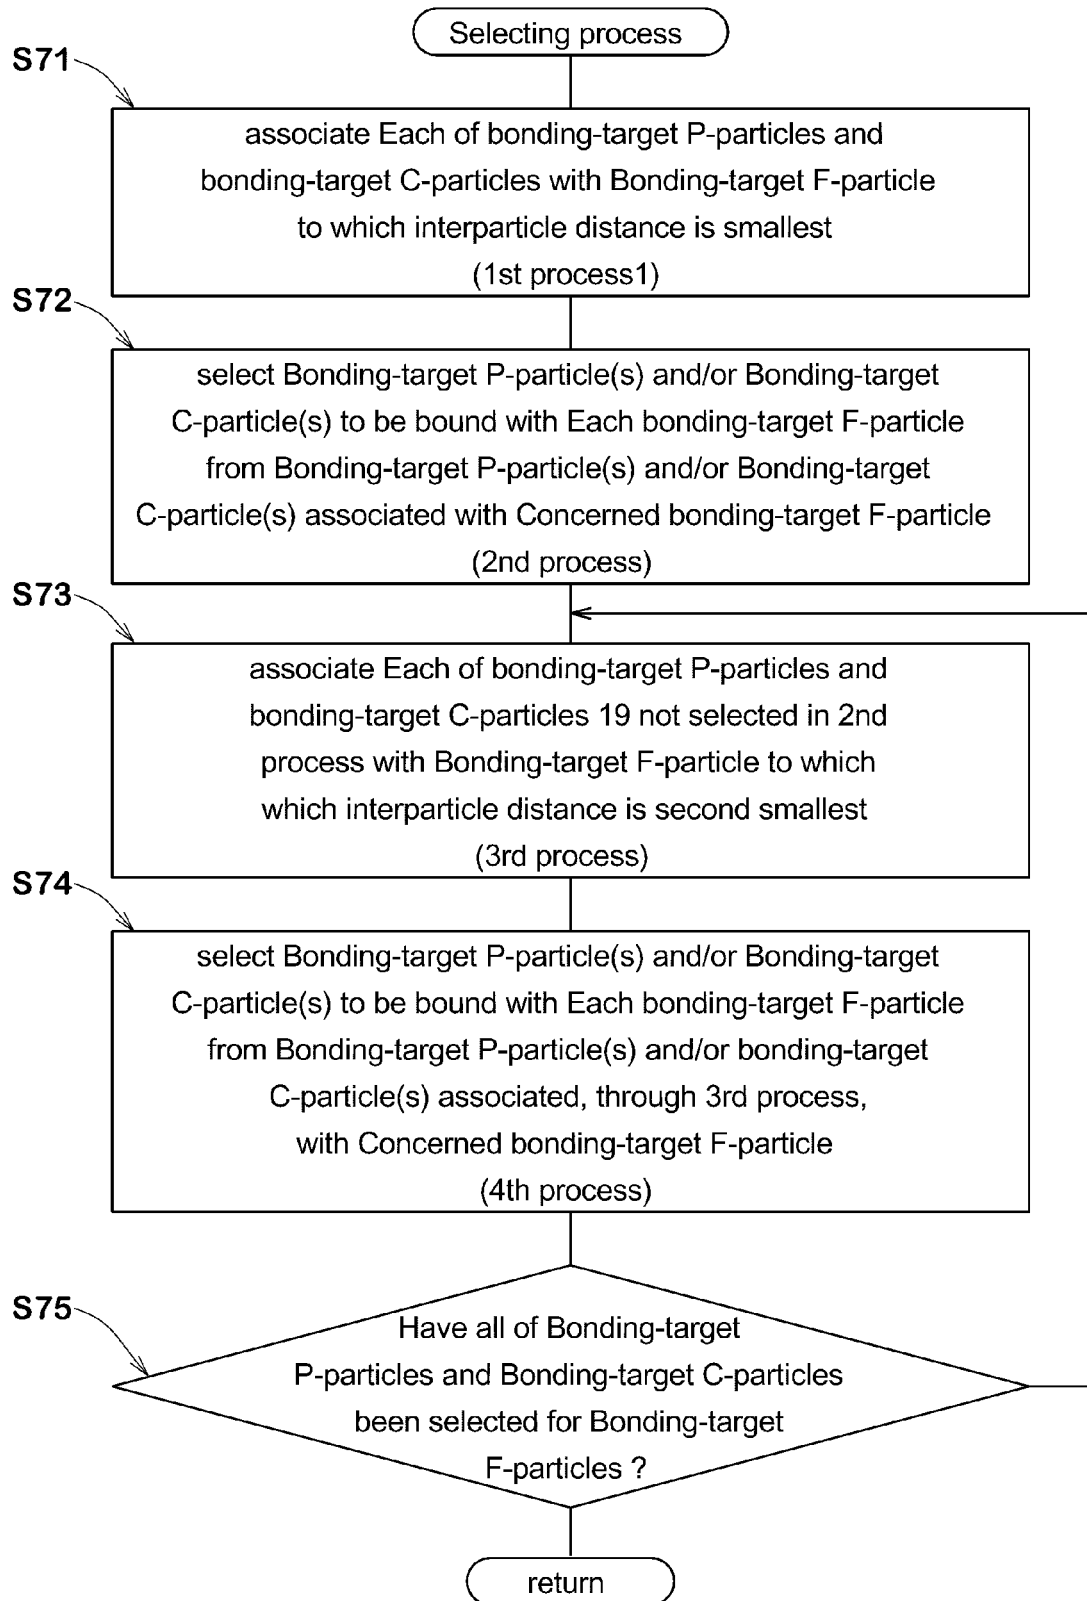 Selecting process
S71
associate Each of bonding-target P-particles and
bonding-target C-particles with Bonding-target F-particle
to which interparticle distance is smallest
(1st process1)
S72
select Bonding-target P-particle(s) and/or Bonding-target
C-particle(s) to be bound with Each bonding-target F-particle
from Bonding-target P-particle(s) and/or Bonding-target
C-particle(s) associated with Concerned bonding-target F-particle
(2nd process)
S73
associate Each of bonding-target P-particles and
bonding-target C-particles 19 not selected in 2nd
process with Bonding-target F-particle to which
which interparticle distance is second smallest
(3rd process)
S74
select Bonding-target P-particle(s) and/or Bonding-target
C-particle(s) to be bound with Each bonding-target F-particle
from Bonding-target P-particle(s) and/or bonding-target
C-particle(s) associated, through 3rd process,
with Concerned bonding-target F-particle
(4th process)
S75
Have all of Bonding-target
P-particles and Bonding-target C-particles
been selected for Bonding-target
F-particles ?
return